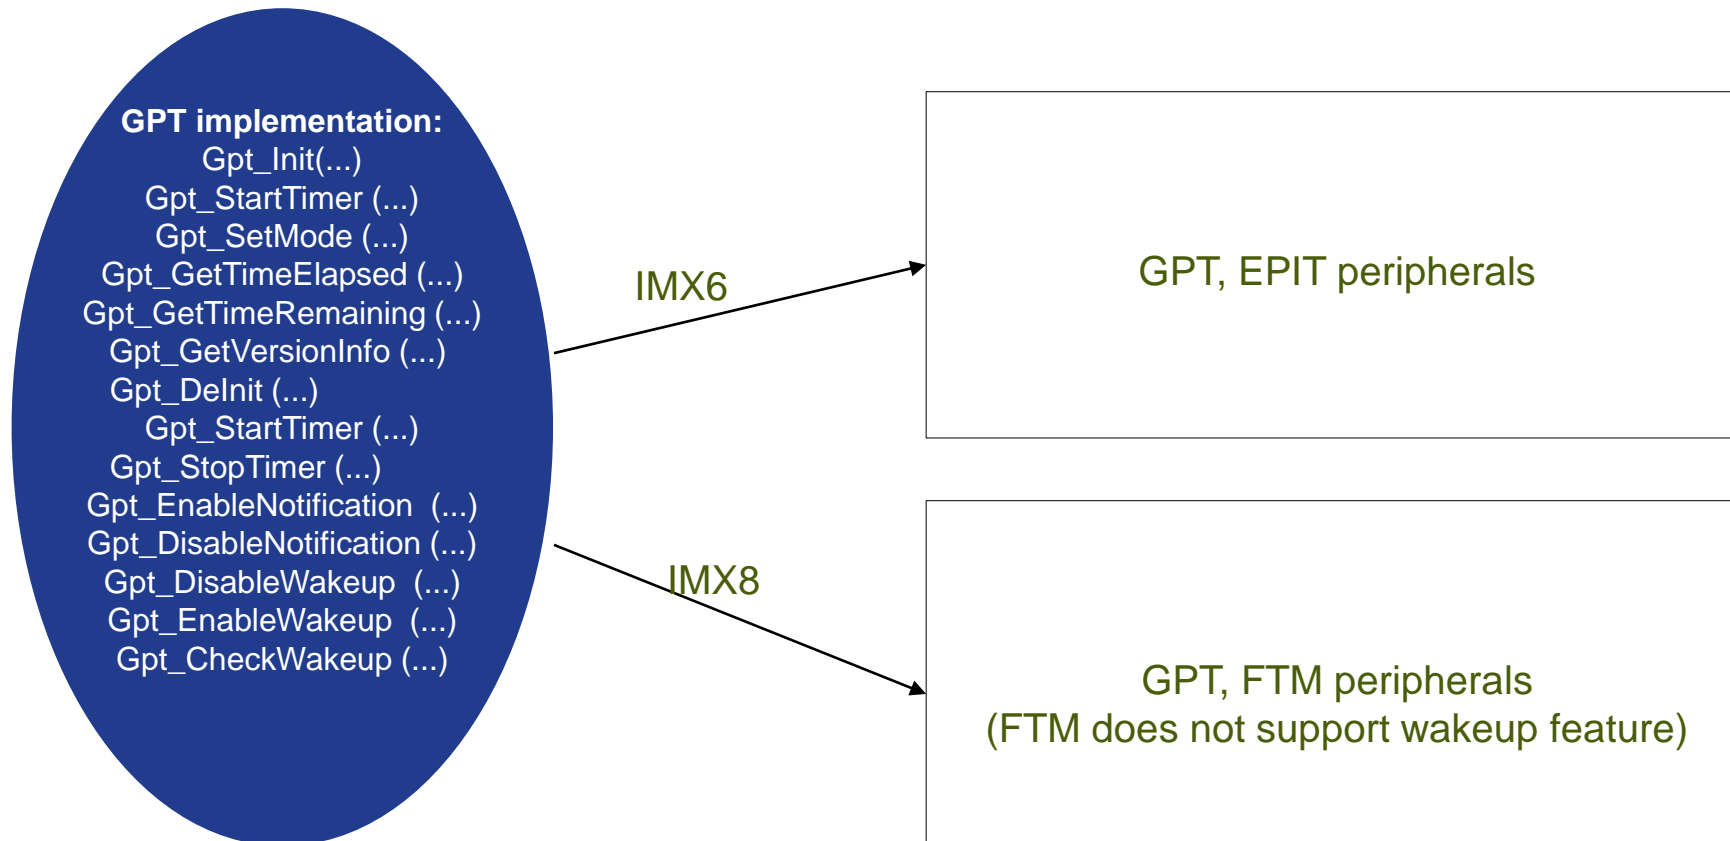 GPT implementation:
Gpt_Init(...)
Gpt_StartTimer (...)
Gpt_SetMode (...)
Gpt_GetTimeElapsed (...)
Gpt_GetTimeRemaining (...)
Gpt_GetVersionInfo (...)
Gpt_DeInit (...)
Gpt_StartTimer (...)
Gpt_StopTimer (...)
Gpt_EnableNotification  (...)
Gpt_DisableNotification (...)
Gpt_DisableWakeup  (...)
Gpt_EnableWakeup  (...)
Gpt_CheckWakeup (...)
IMX6
GPT, EPIT peripherals
IMX8
GPT, FTM peripherals
(FTM does not support wakeup feature)